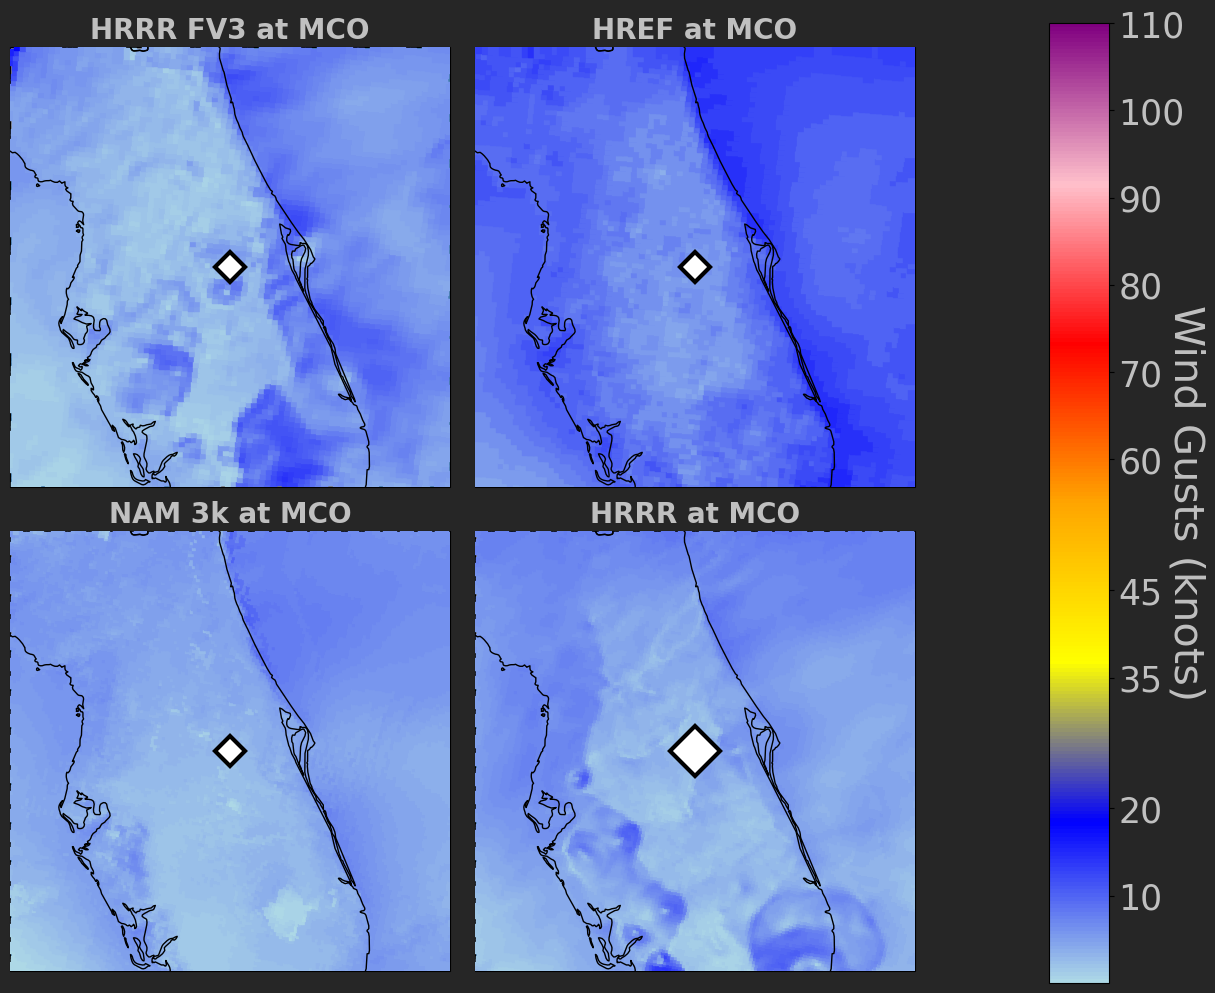 HRRR FV3 at MCO
HREF at MCO
NAM 3k at MCO
HRRR at MCO
110
100
90
80
70
60
45
35
20
10
Wind Gusts (knots)